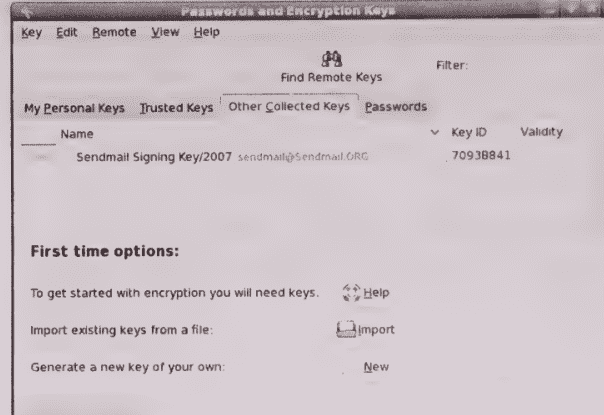 Passwords and Encryption Keys
Key Edit Remote View Help
Find Remote Keys
Filter:
My Personal Keys Trusted Keys Other Collected Keys Passwords
Name Key ID Validity
Sendmail Signing Key/2007 sendmail@Sendmail.ORG 7093B841
First time options:
To get started with encryption you will need keys. Help
Import existing keys from a file: Import
Generate a new key of your own: New